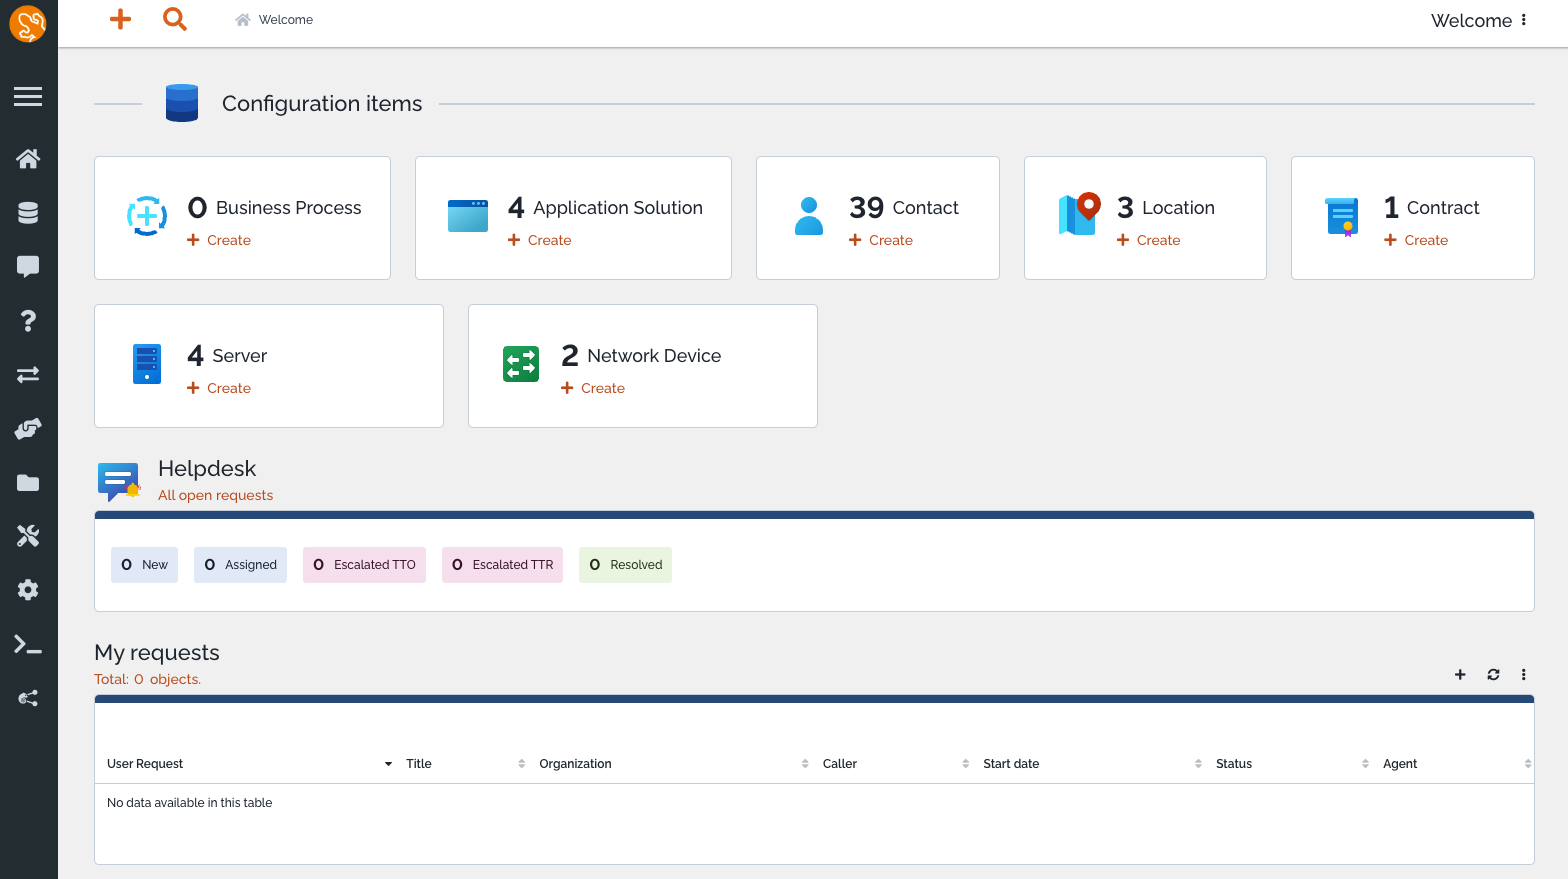 Welcome
Welcome
Configuration items
0 Business Process
Create
4 Application Solution
Create
39 Contact
Create
3 Location
Create
1 Contract
Create
4 Server
Create
2 Network Device
Create
Helpdesk
All open requests
0 New
0 Assigned
0 Escalated TTO
0 Escalated TTR
0 Resolved
My requests
Total: 0 objects.
User Request Title Organization Caller Start date Status Agent
No data available in this table